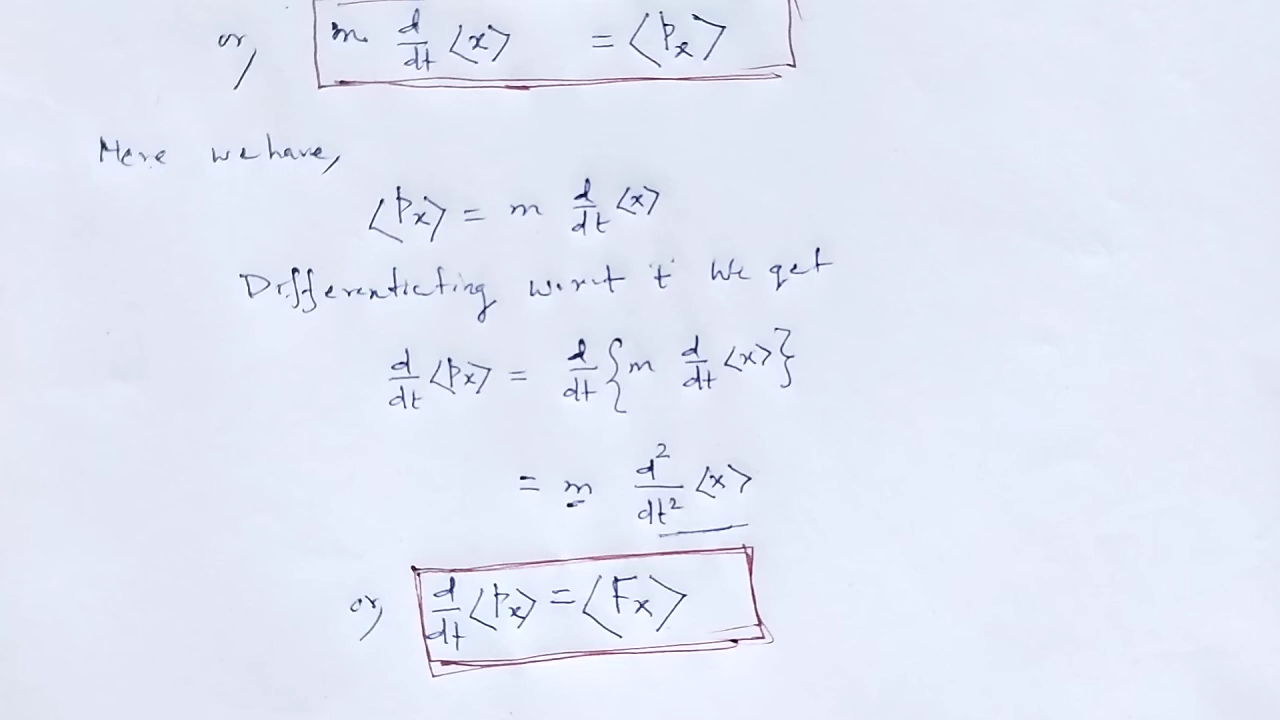 or, m d/dt ⟨x⟩ = ⟨Px⟩
Here we have,
⟨Px⟩ = m d/dt ⟨x⟩
Differenticting w.r.t 't' we get
d/dt ⟨Px⟩ = d/dt {m d/dt ⟨x⟩}
= m d²/dt² ⟨x⟩
or, d/dt ⟨Px⟩ = ⟨Fx⟩